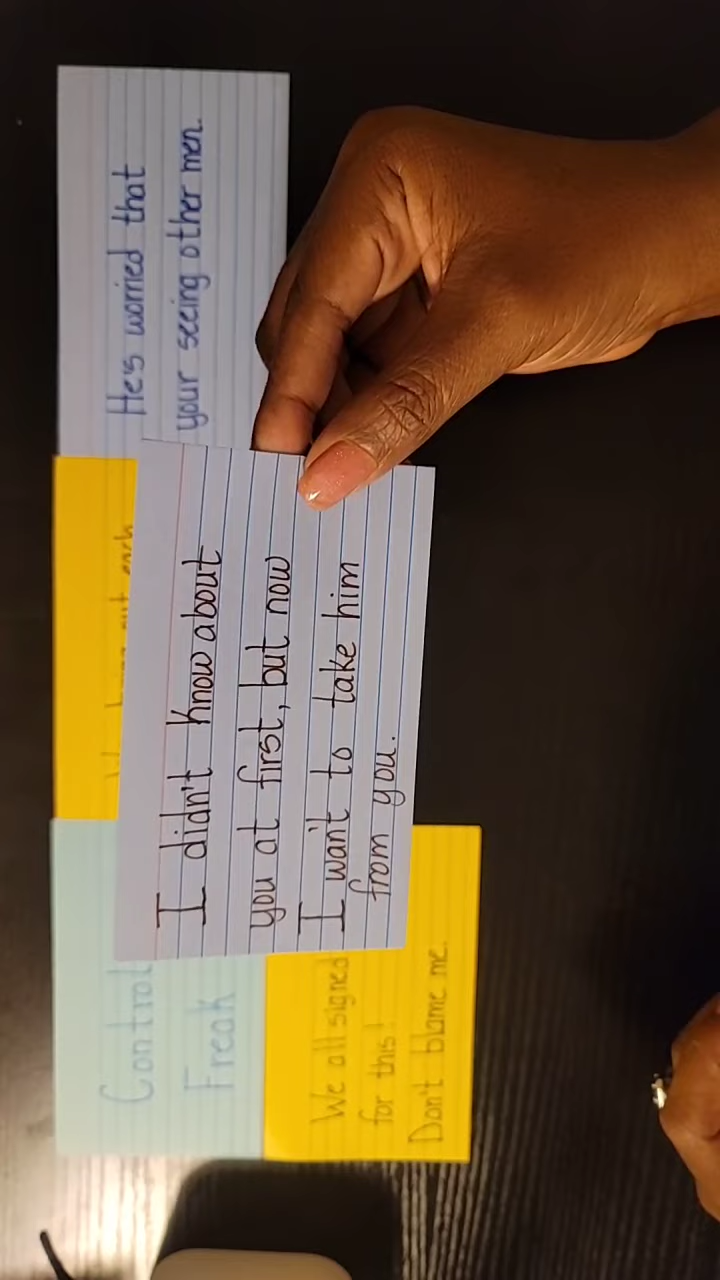 He's worried that
your seeing other men.
I didn't know about
you at first, but now
I wan't to take him
from you.
Control
Freak
We all signed
for this!
Don't blame me.